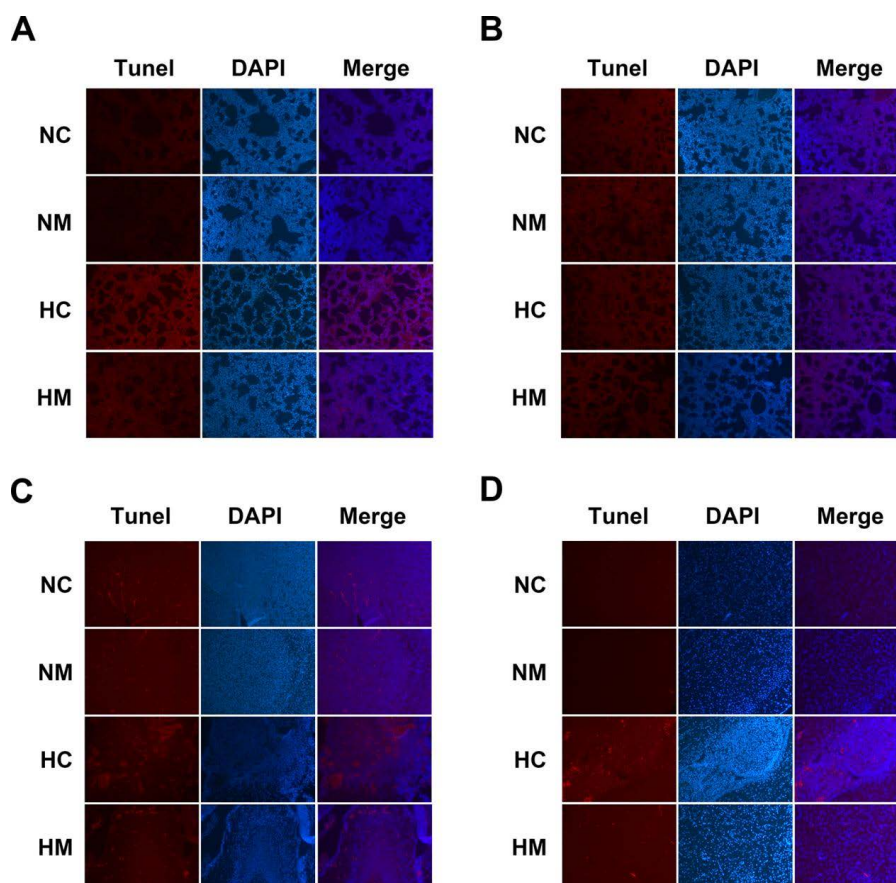 A
Tunel DAPI Merge
NC
NM
HC
HM
B
Tunel DAPI Merge
NC
NM
HC
HM
C
Tunel DAPI Merge
NC
NM
HC
HM
D
Tunel DAPI Merge
NC
NM
HC
HM